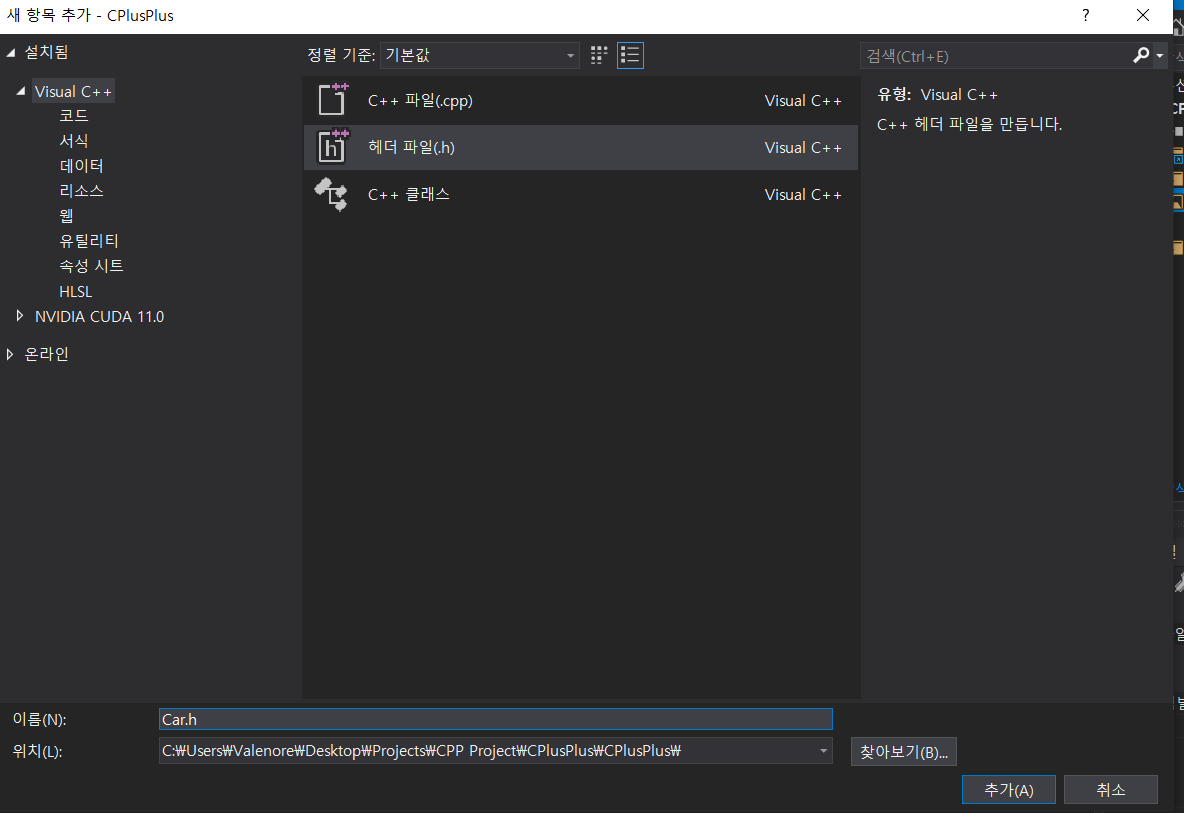 새 항목 추가 - CPlusPlus
?
설치됨
정렬 기준: 기본값
검색(Ctrl+E)
Visual C++
코드
서식
데이터
리소스
웹
유틸리티
속성 시트
HLSL
NVIDIA CUDA 11.0
온라인
C++ 파일(.cpp) Visual C++
헤더 파일(.h) Visual C++
C++ 클래스 Visual C++
유형: Visual C++
C++ 헤더 파일을 만듭니다.
이름(N): Car.h
위치(L): C:₩Users₩Valenore₩Desktop₩Projects₩CPP Project₩CPlusPlus₩CPlusPlus₩
찾아보기(B)...
추가(A) 취소